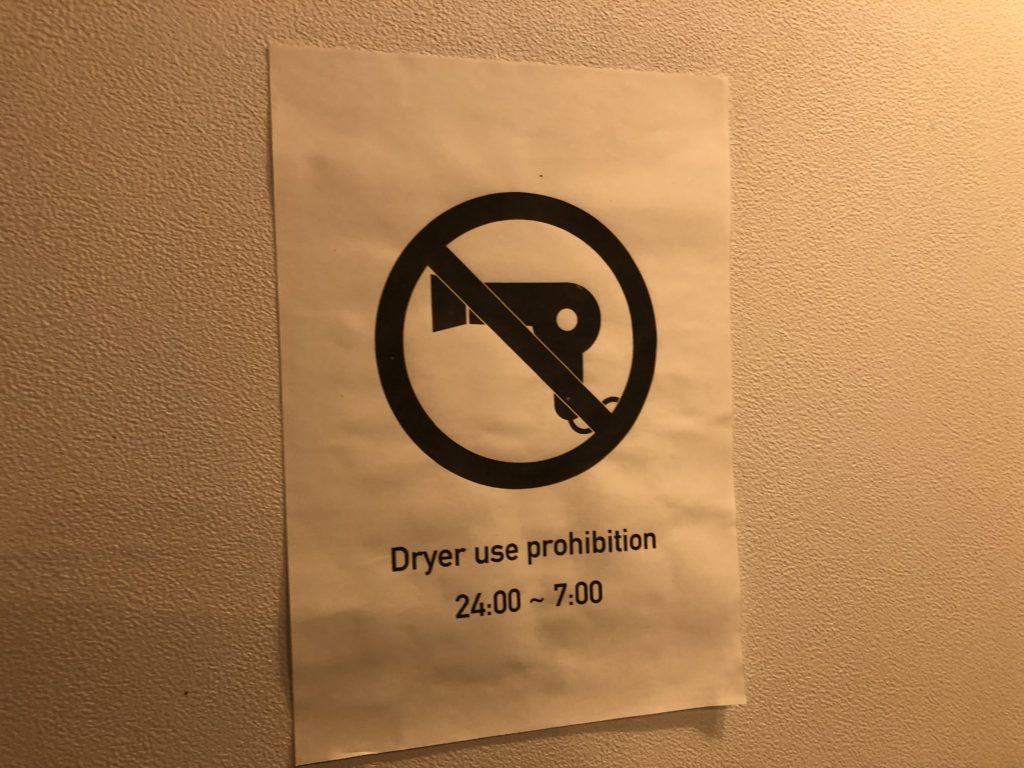 Dryer use prohibition
24:00 ~ 7:00